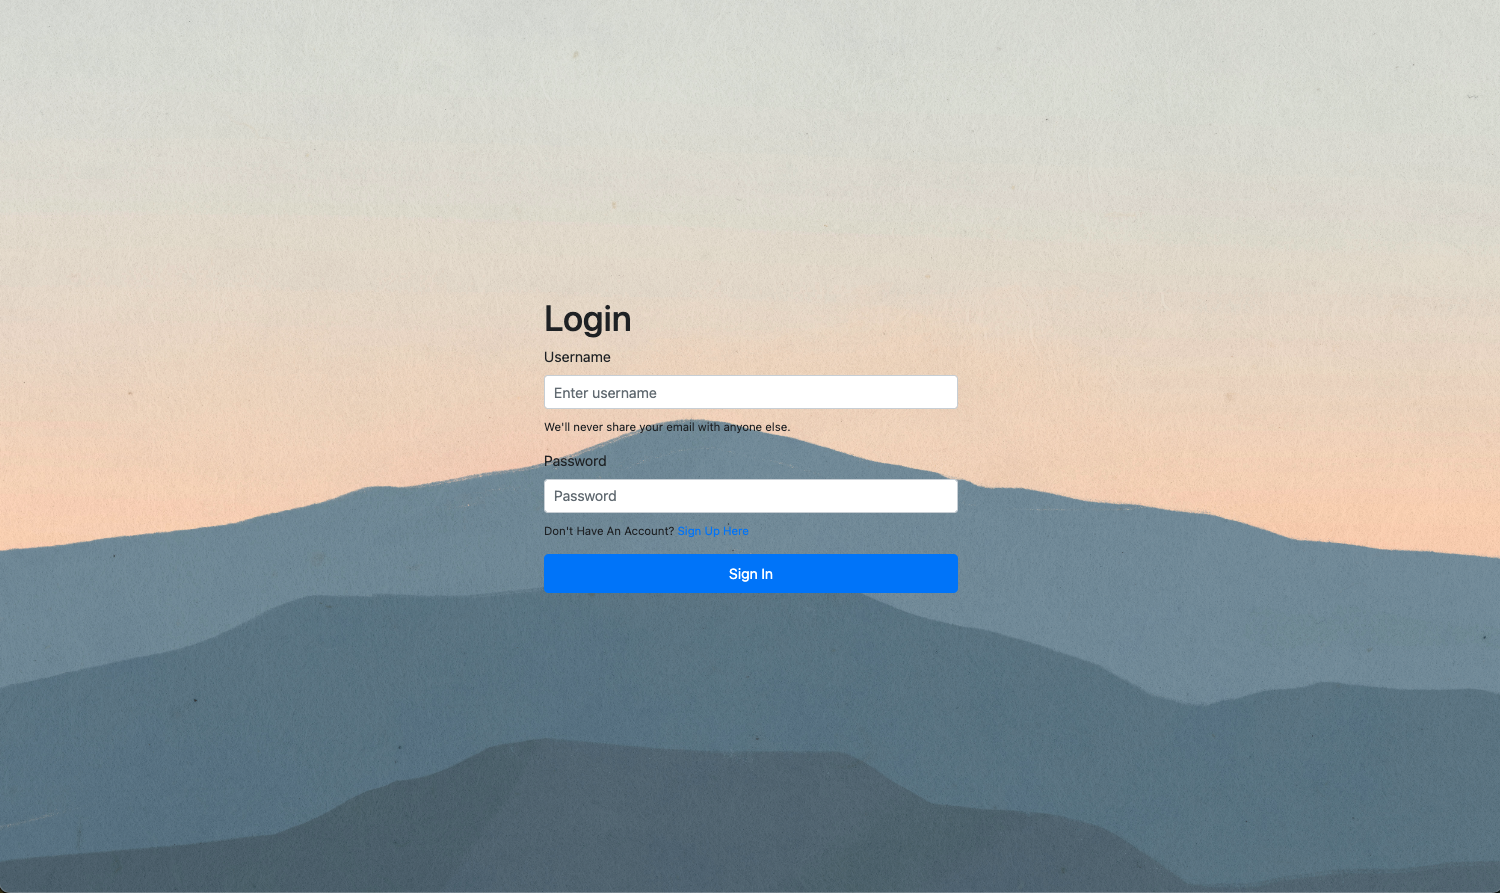 Login
Username
Enter username
We'll never share your email with anyone else.
Password
Password
Don't Have An Account? Sign Up Here
Sign In